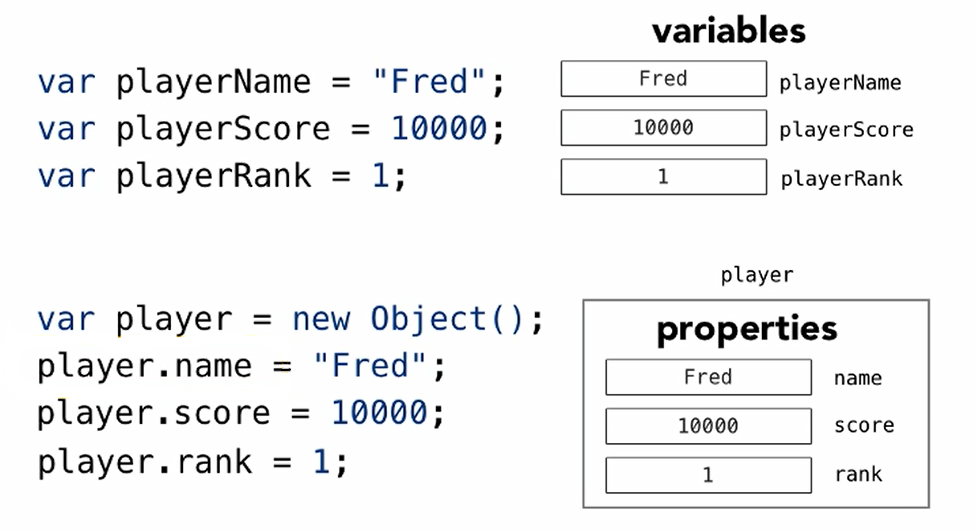 variables
var playerName = "Fred";
Fred playerName
var playerScore = 10000;
10000 playerScore
var playerRank = 1;
1 playerRank
player
var player = new Object();
properties
player.name = "Fred";
Fred name
player.score = 10000;
10000 score
player.rank = 1;
1 rank